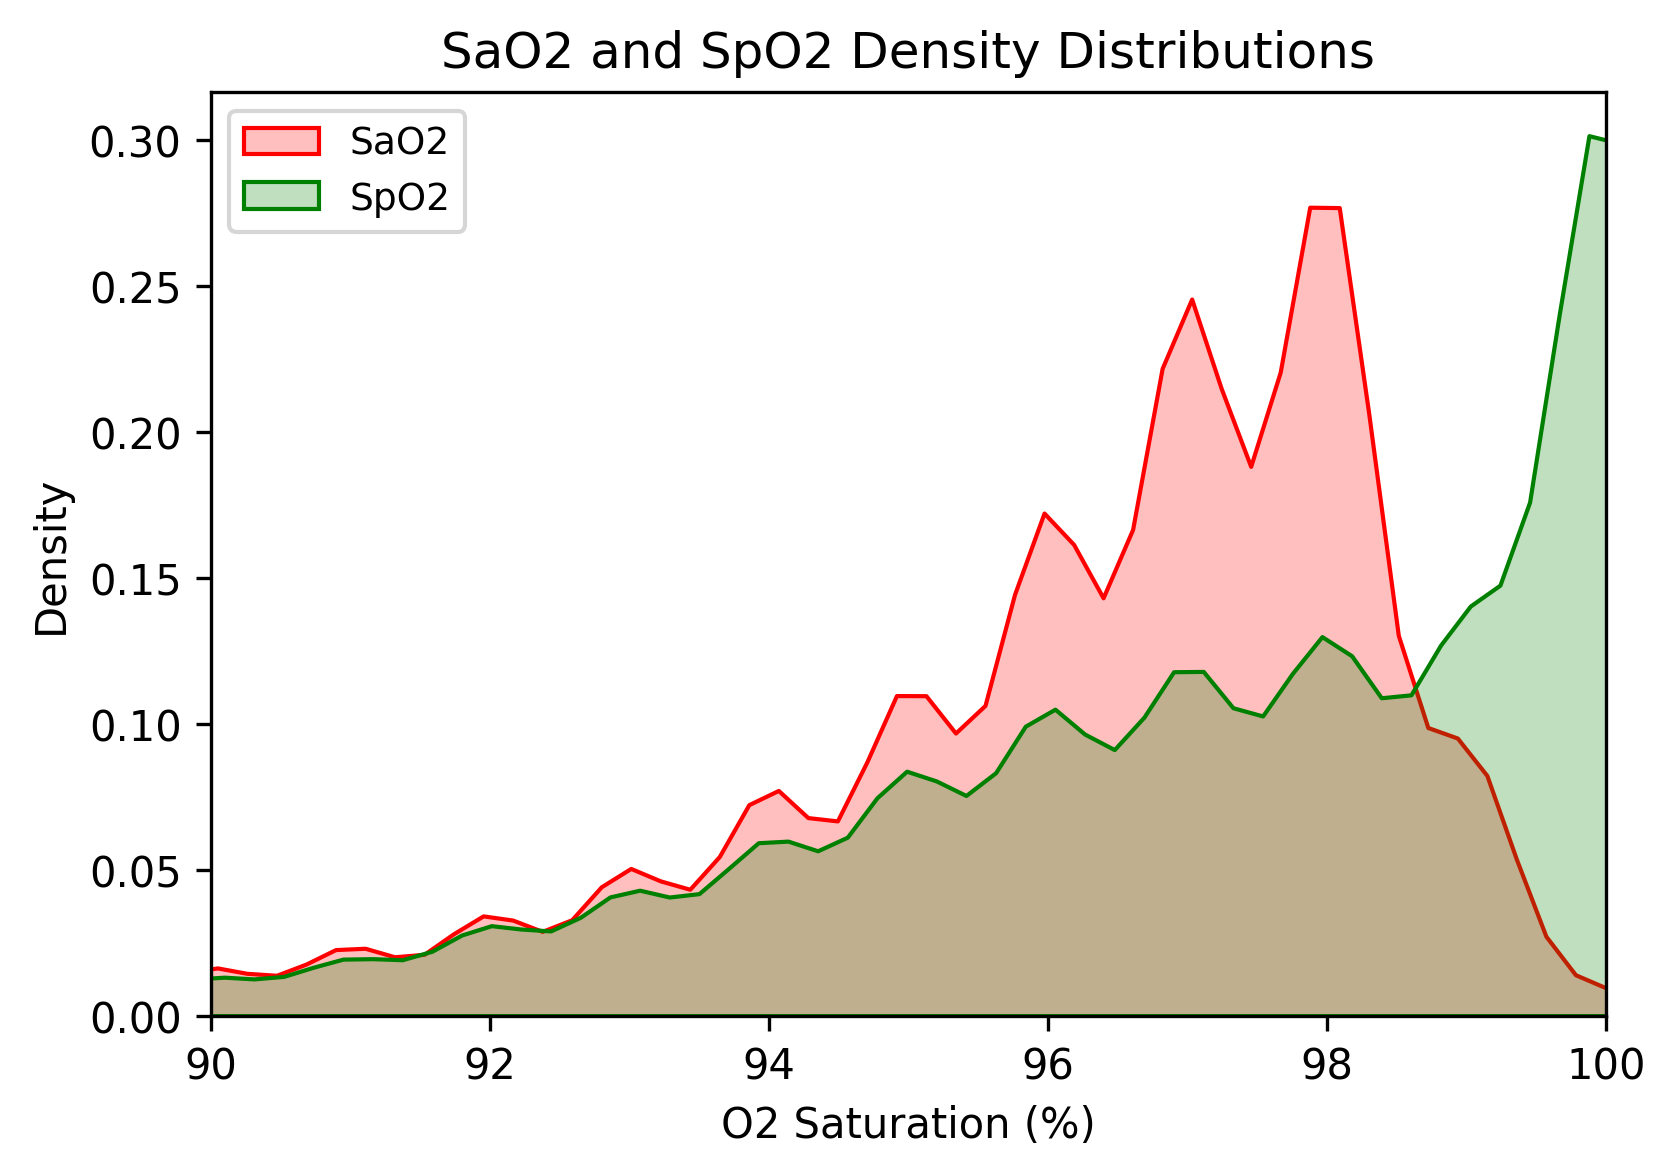 SaO2 and SpO2 Density Distributions
SaO2
SpO2
0.30
0.25
0.20
0.15
0.10
0.05
0.00
Density
90 92 94 96 98 100
O2 Saturation (%)